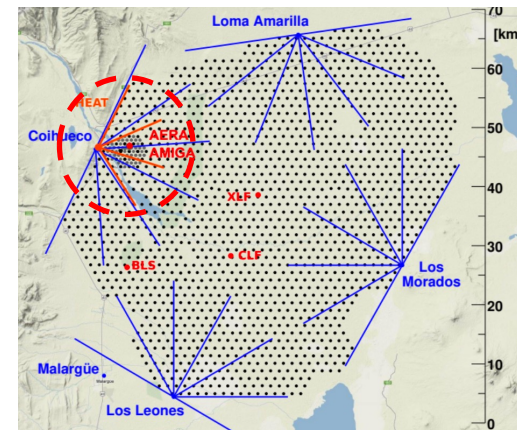 70
[km
Loma Amarilla
60
HEAT
50
Coihueco
AERA
AMIGA
40
XLF
30
CLF
BLS
Los
Morados
20
10
Malargüe
Malargüe
Los Leones
0